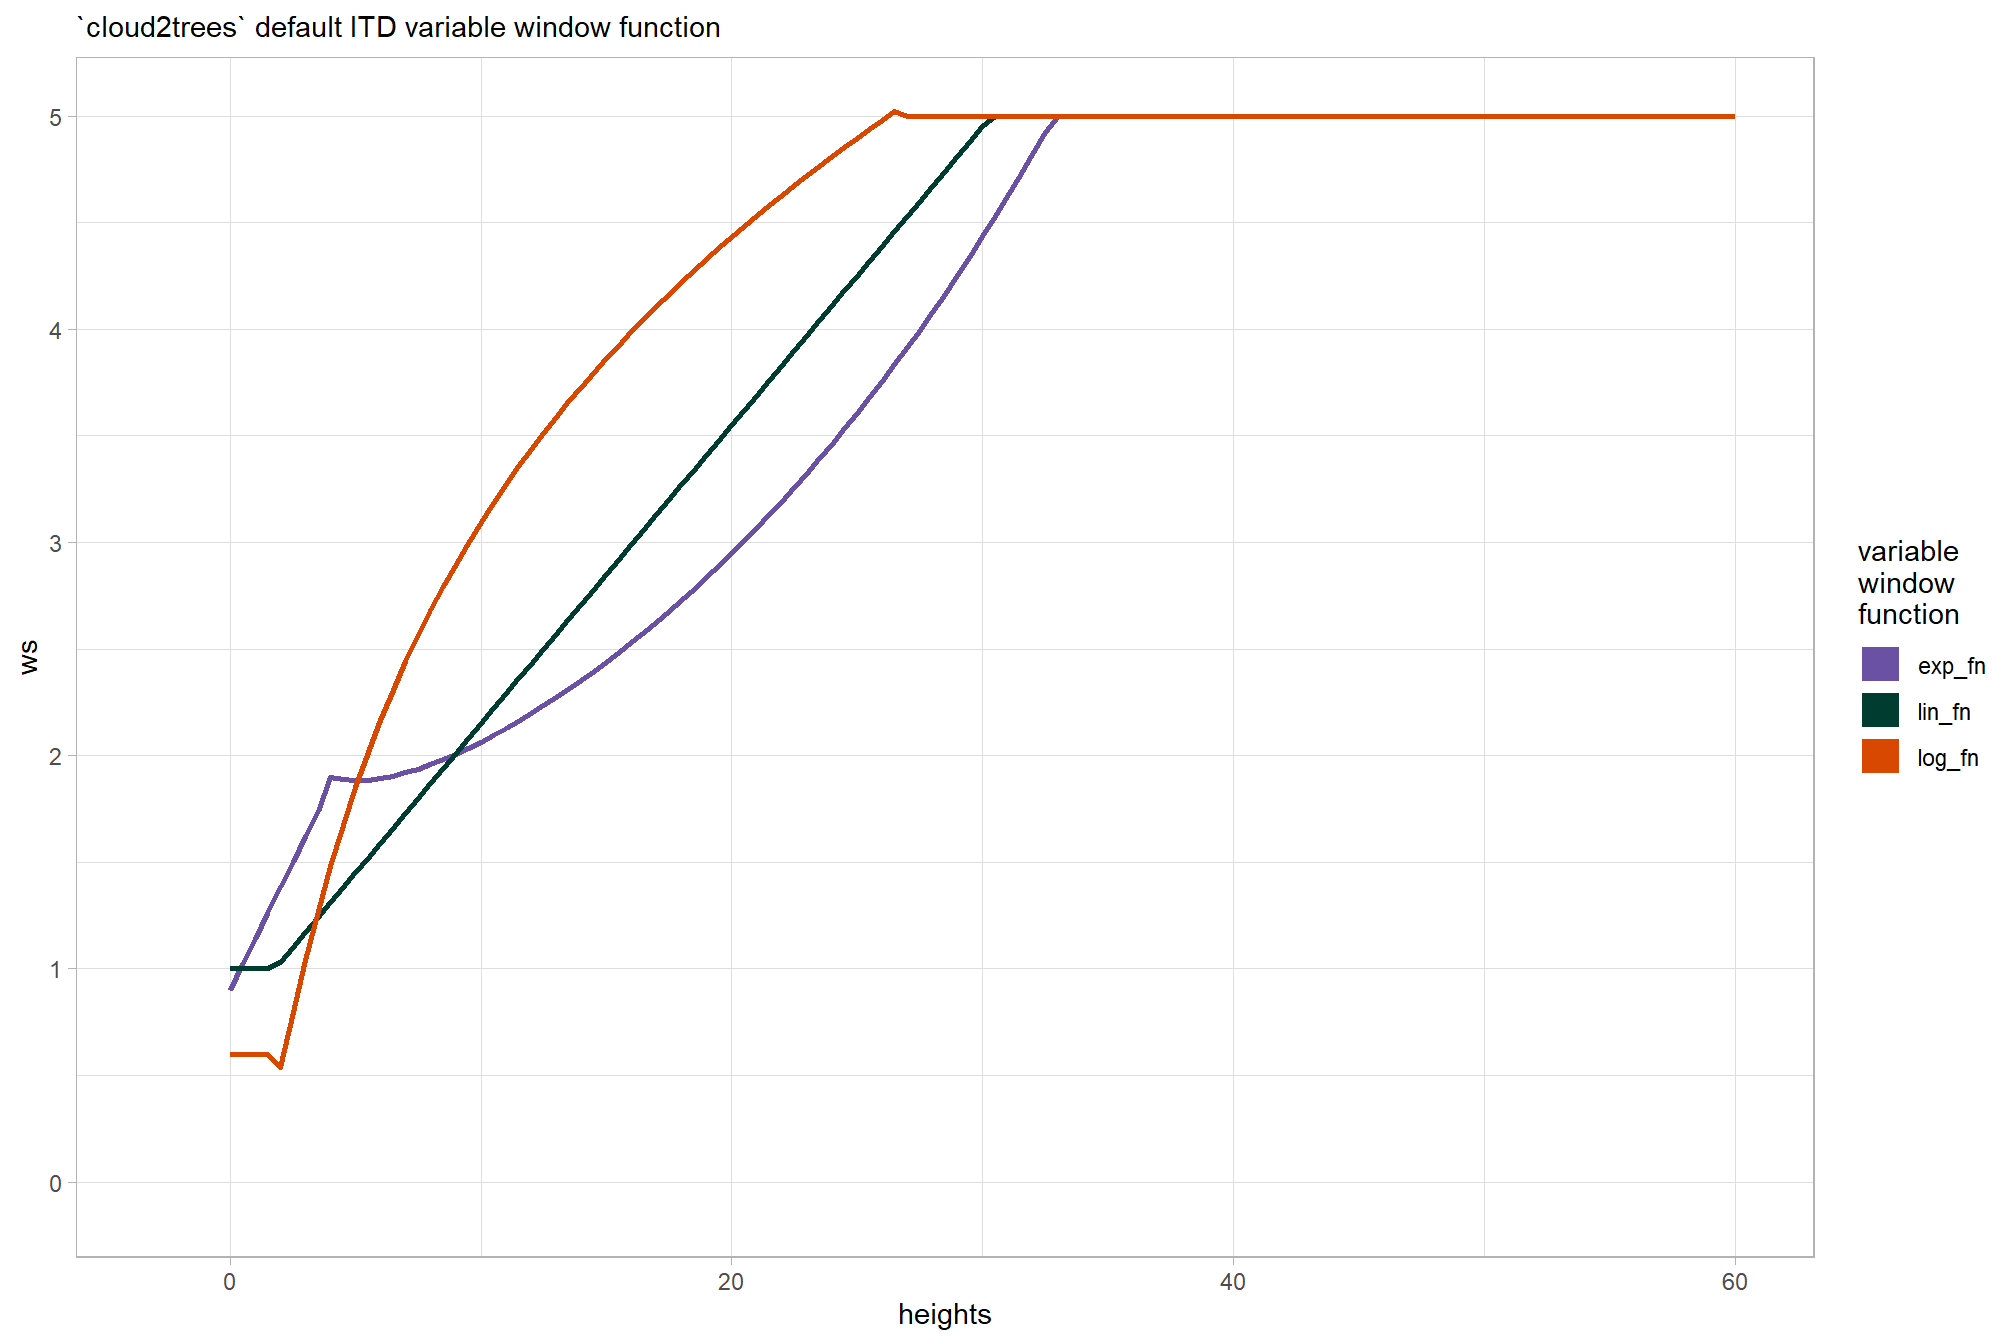 `cloud2trees` default ITD variable window function
5
4
3
2
1
0
ws
0 20 40 60
heights
variable
window
function
exp_fn
lin_fn
log_fn